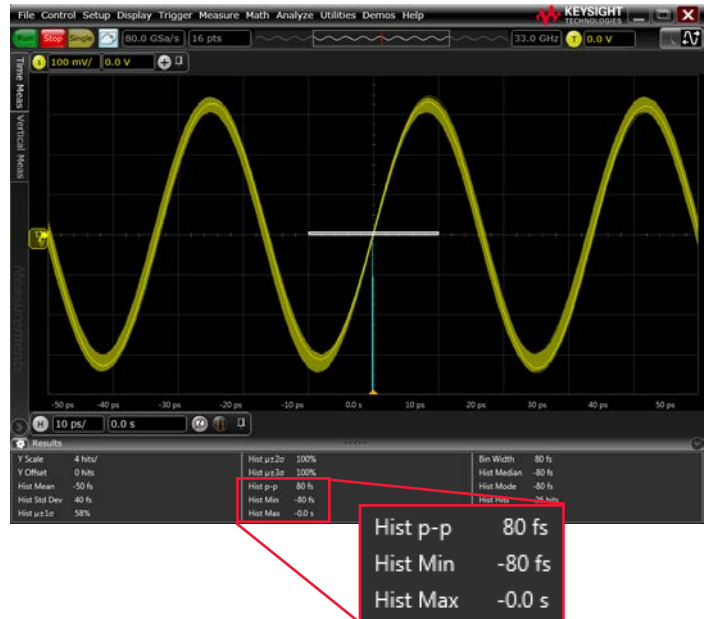 File Control Setup Display Trigger Measure Math Analyze Utilities Demos Help
KEYSIGHT
TECHNOLOGIES
Run Stop Single 80.0 GSa/s 16 pts 33.0 GHz T 0.0 V
1 100 mV/ 0.0 V
Time Meas
Vertical Meas
Measurements
-50 ps -40 ps -30 ps -20 ps -10 ps 0.0 s 10 ps 20 ps 30 ps 40 ps 50 ps
H 10 ps/ 0.0 s
Results
Y Scale 4 hits/ Hist µ±2σ 100% Bin Width 80 fs
Y Offset 0 hits Hist µ±3σ 100% Hist Median -80 fs
Hist Mean -50 fs Hist p-p 80 fs Hist Mode -80 fs
Hist Std Dev 40 fs Hist Min -80 fs
Hist µ±1σ 58% Hist Max -0.0 s
Hist p-p 80 fs
Hist Min -80 fs
Hist Max -0.0 s